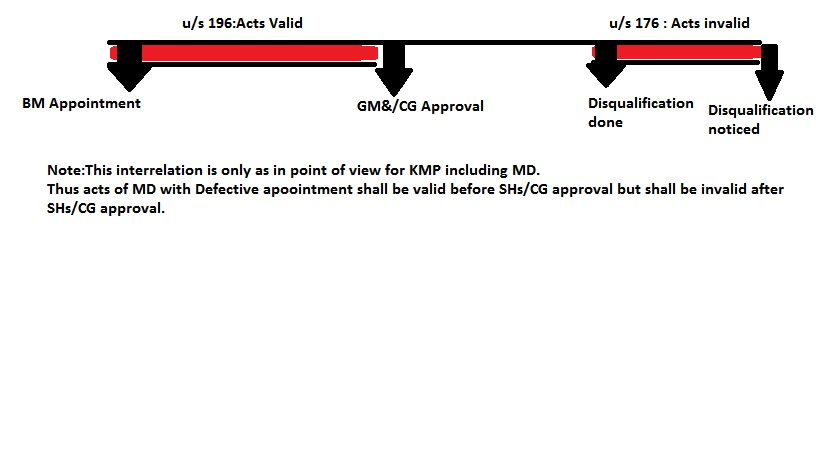 u/s 196:Acts Valid
u/s 176 : Acts invalid
BM Appointment
GM&/CG Approval
Disqualification
done
Disqualification
noticed
Note:This interrelation is only as in point of view for KMP including MD.
Thus acts of MD with Defective apoointment shall be valid before SHs/CG approval but shall be invalid after
SHs/CG approval.